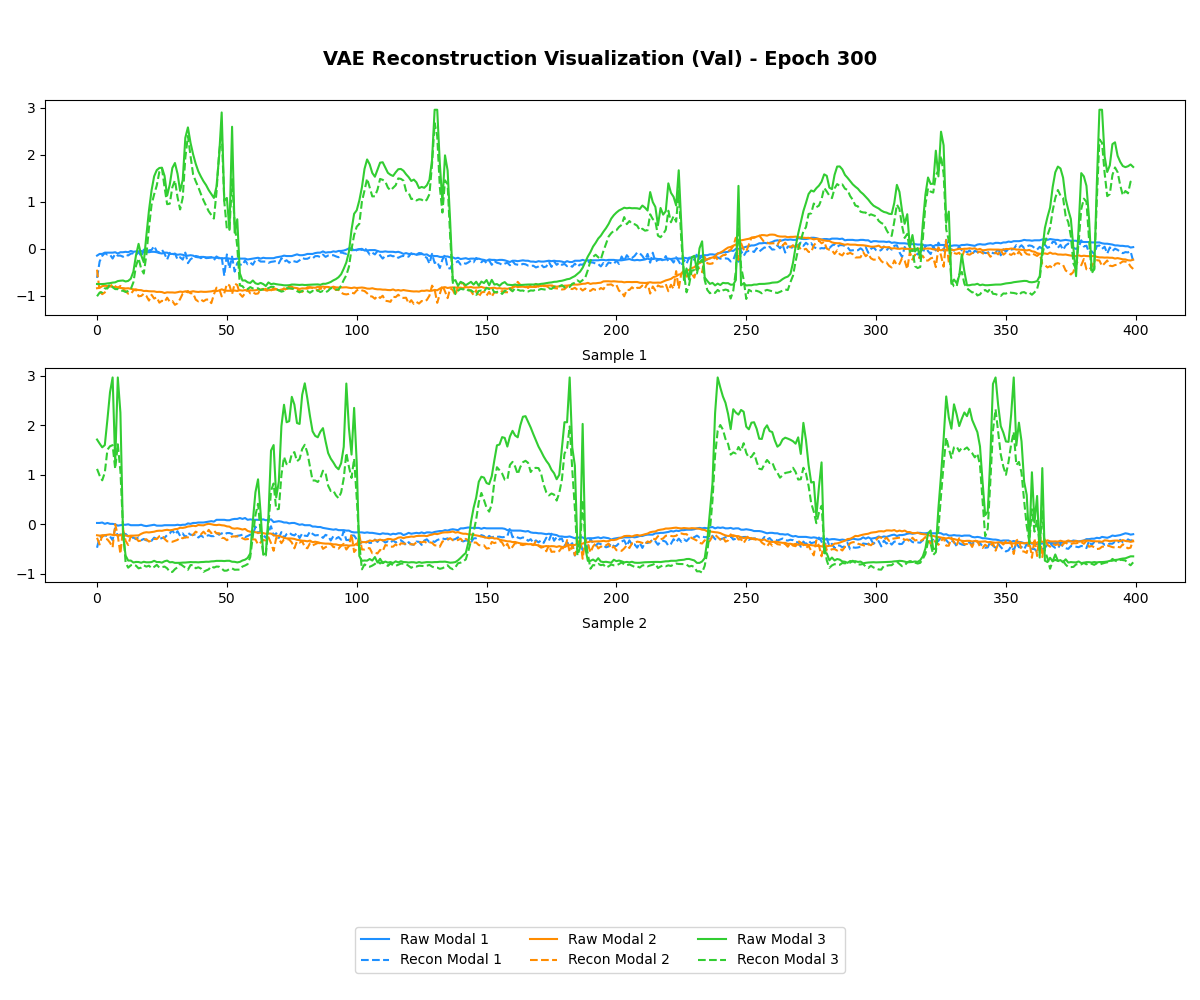 VAE Reconstruction Visualization (Val) - Epoch 300
3
2
1
0
−1
0 50 100 150 200 250 300 350 400
Sample 1
3
2
1
0
−1
0 50 100 150 200 250 300 350 400
Sample 2
Raw Modal 1 Raw Modal 2 Raw Modal 3
Recon Modal 1 Recon Modal 2 Recon Modal 3